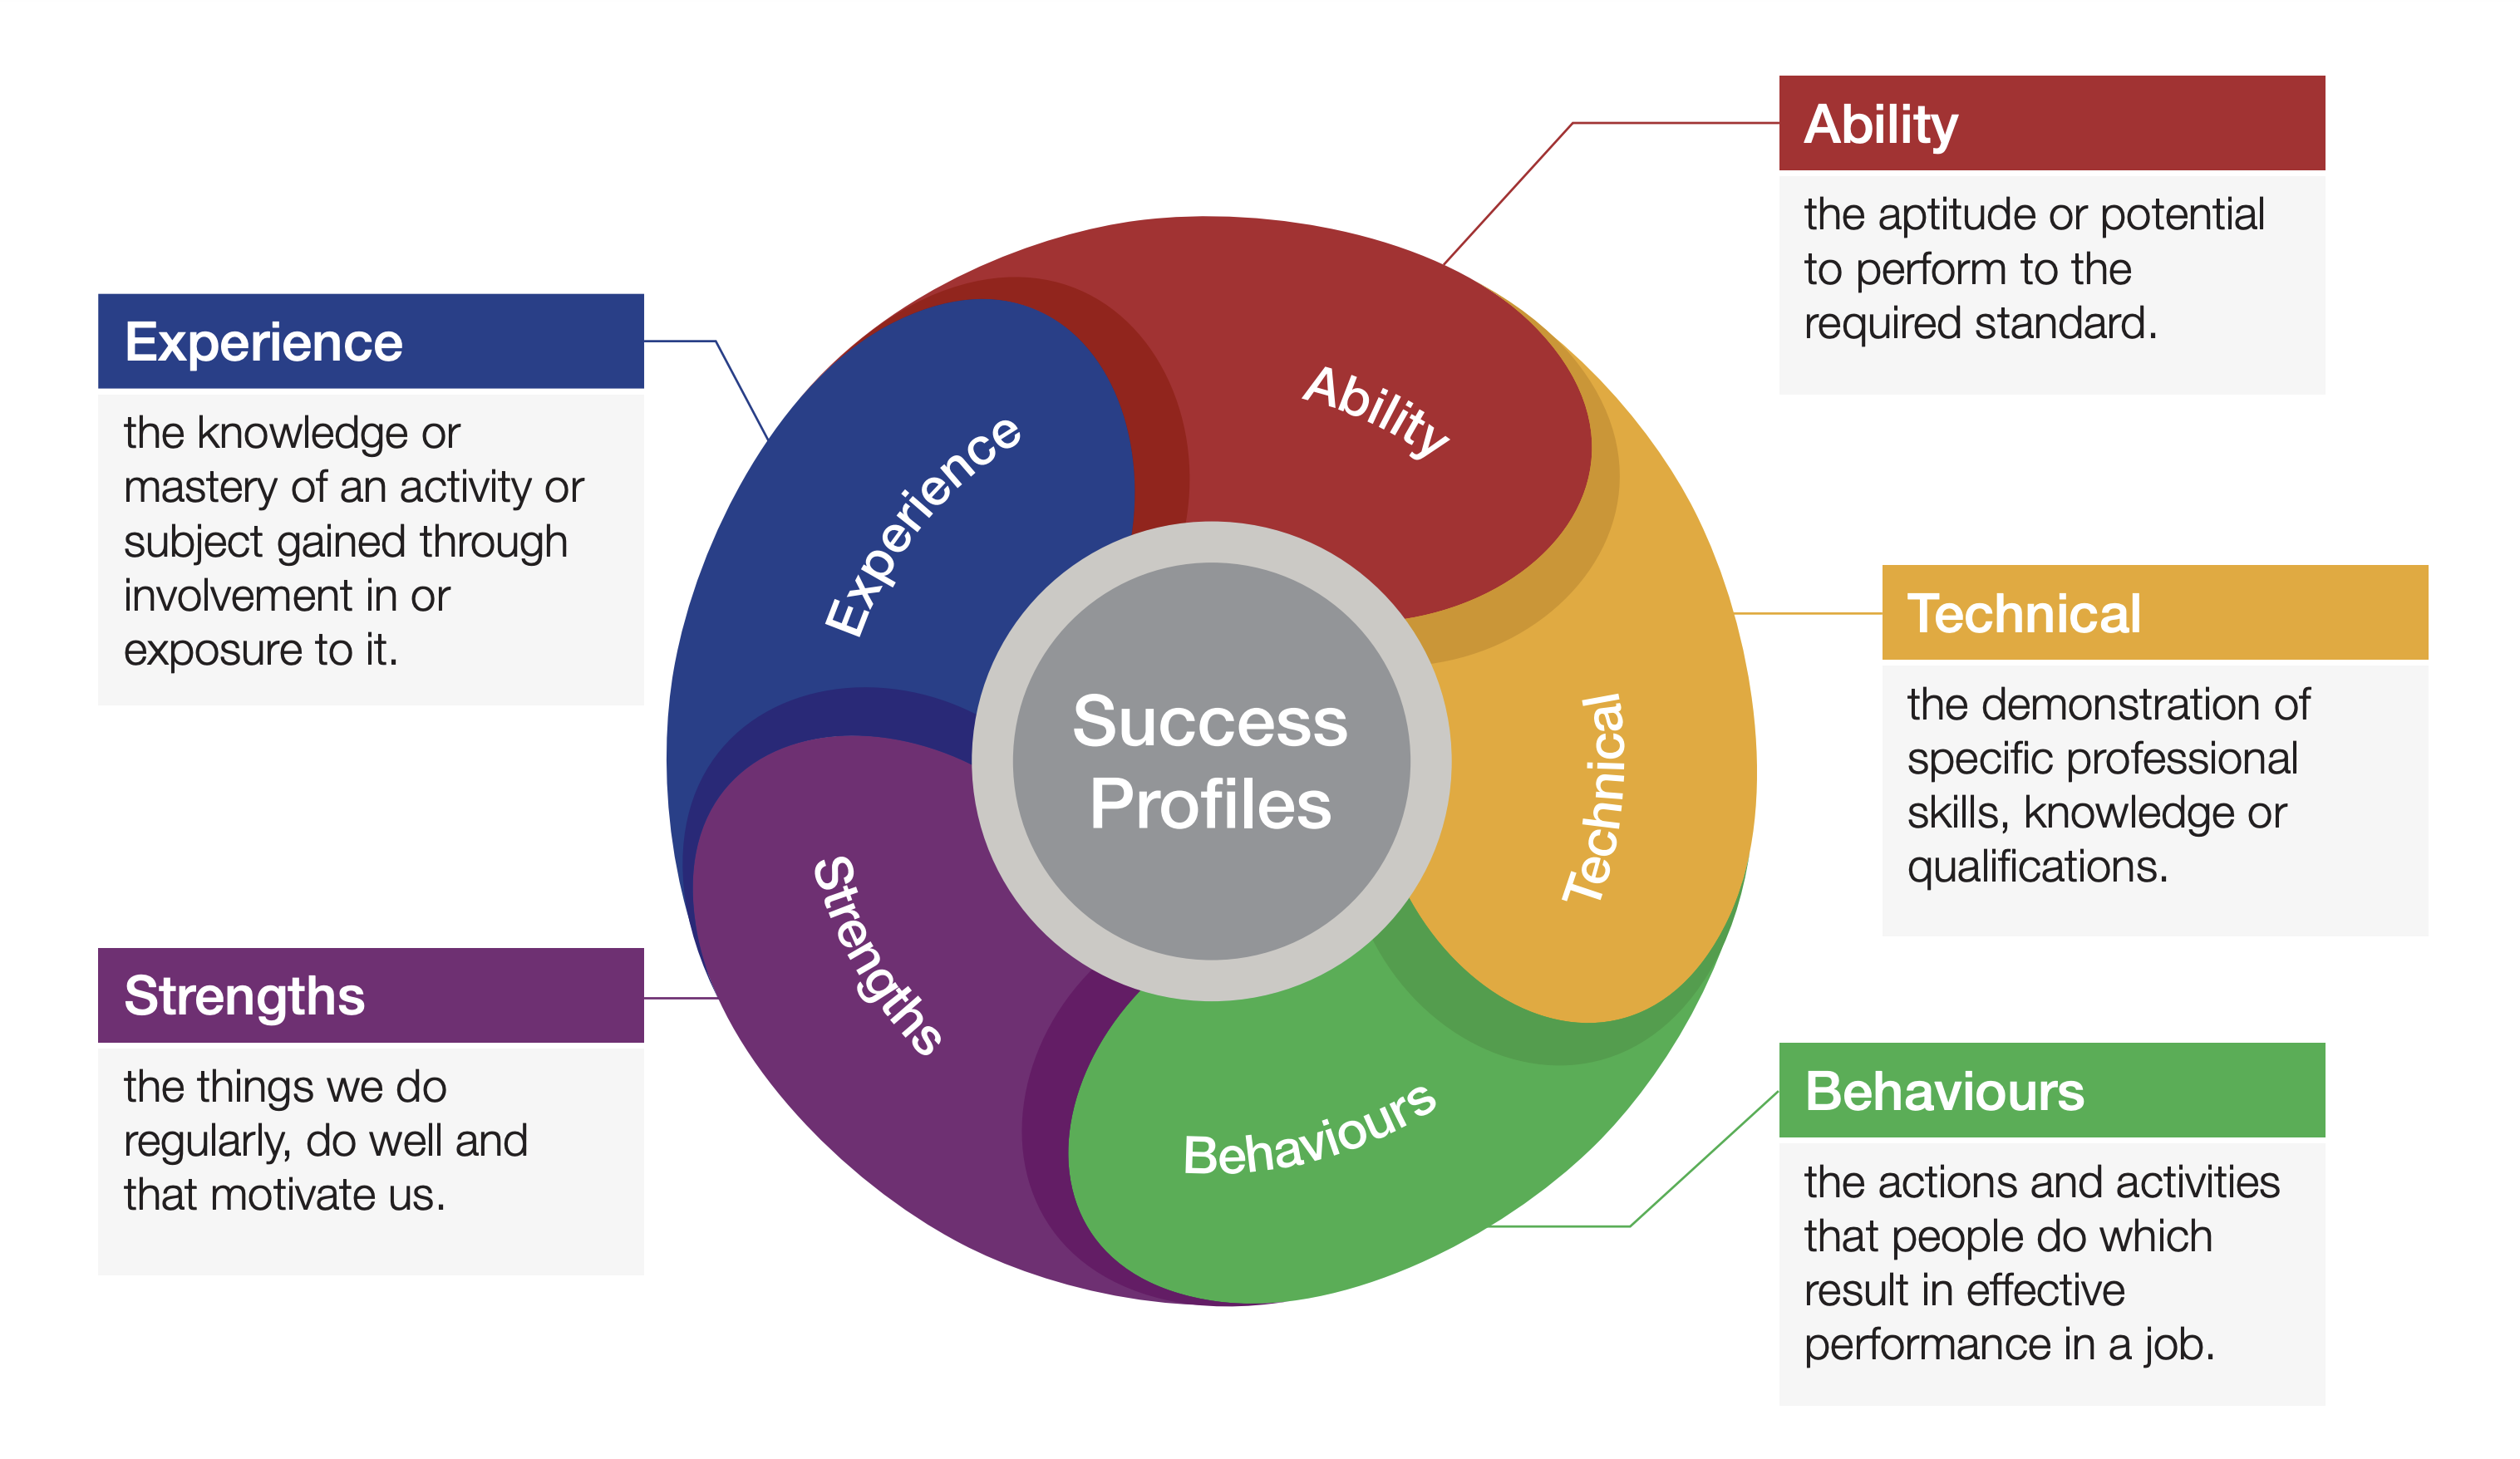 Ability
the aptitude or potential
to perform to the
required standard.
Experience
the knowledge or
mastery of an activity or
subject gained through
involvement in or
exposure to it.
Ability
Experience
Technical
the demonstration of
specific professional
skills, knowledge or
qualifications.
Success
Profiles
Technical
Strengths
Behaviours
Strengths
the things we do
regularly, do well and
that motivate us.
Behaviours
the actions and activities
that people do which
result in effective
performance in a job.